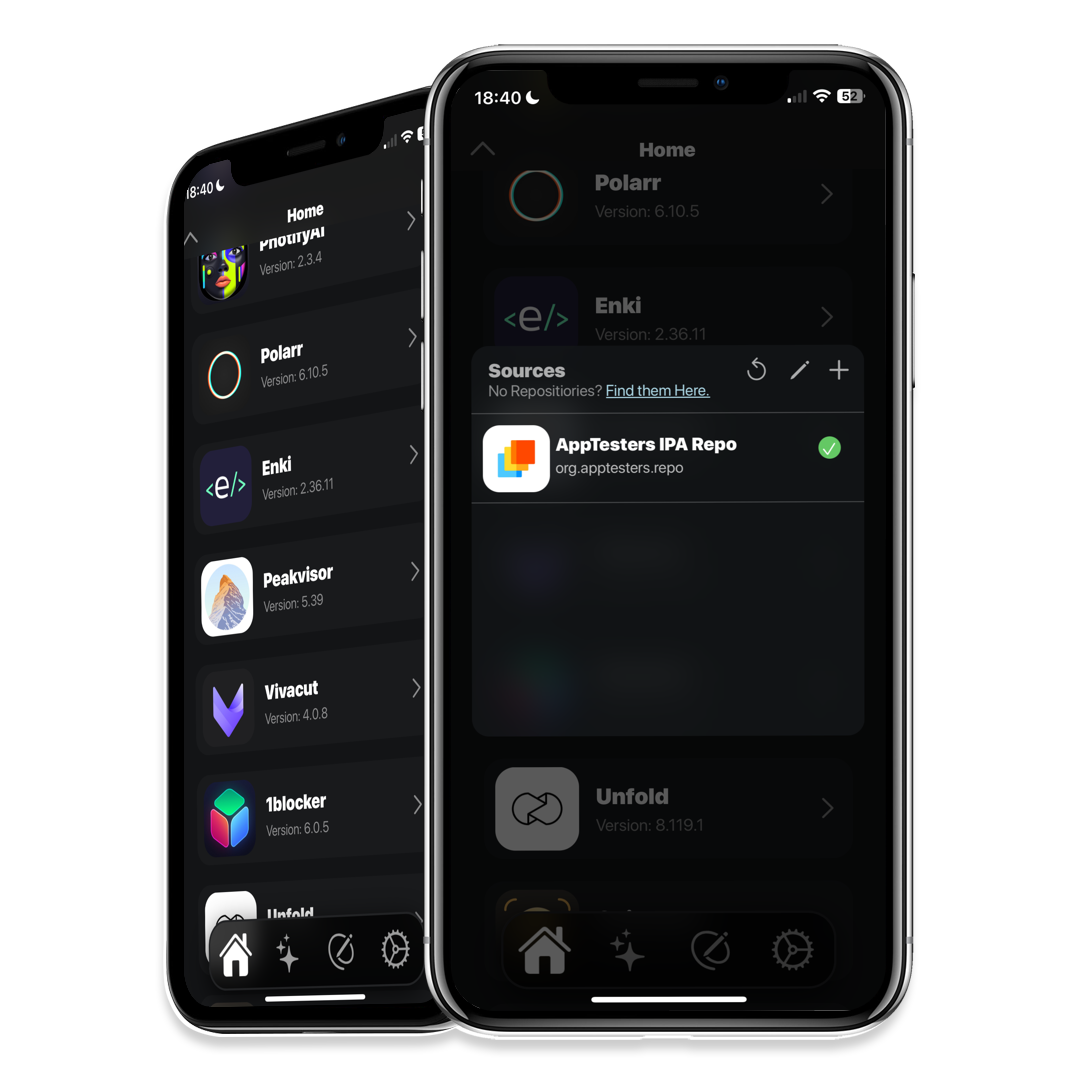 18:40
Home
PhotifyAI
Version: 2.3.4
Polarr
Version: 6.10.5
Enki
Version: 2.36.11
<e/>
Peakvisor
Version: 5.39
Vivacut
Version: 4.0.8
1blocker
Version: 6.0.5
Unfold
18:40
52
Home
Polarr
Version: 6.10.5
<e/>
Enki
Version: 2.36.11
Sources
No Repositiories? Find them Here.
AppTesters IPA Repo
org.apptesters.repo
Unfold
Version: 8.119.1